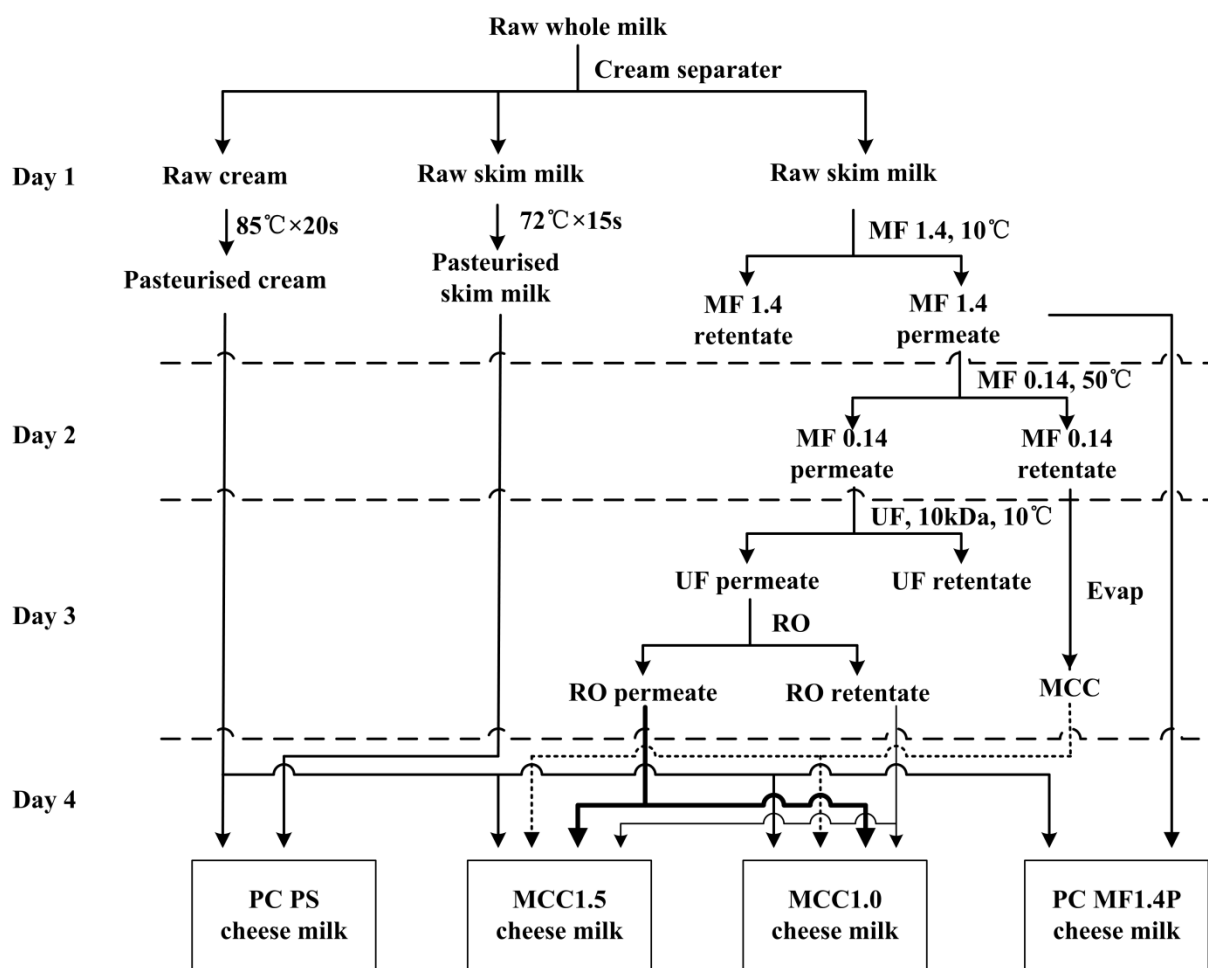 Raw whole milk
Cream separater
Day 1
Raw cream
Raw skim milk
Raw skim milk
85℃×20s
72℃×15s
MF 1.4, 10℃
Pasteurised cream
Pasteurised
skim milk
MF 1.4
retentate
MF 1.4
permeate
MF 0.14, 50℃
Day 2
MF 0.14
permeate
MF 0.14
retentate
UF, 10kDa, 10℃
UF permeate
UF retentate
Evap
Day 3
RO
RO permeate
RO retentate
MCC
Day 4
PC PS
cheese milk
MCC1.5
cheese milk
MCC1.0
cheese milk
PC MF1.4P
cheese milk